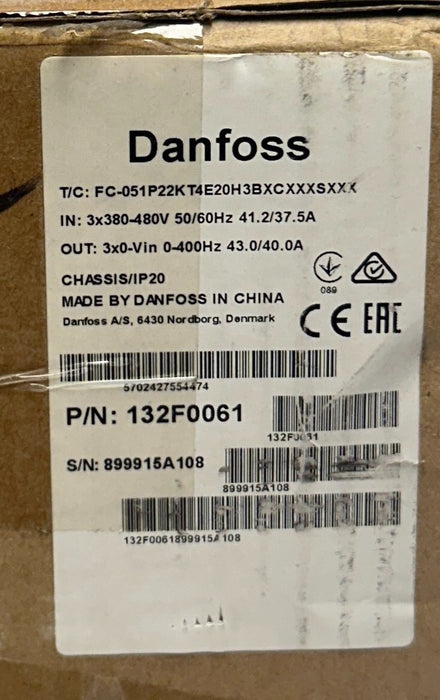 Danfoss
T/C: FC-051P22KT4E20H3BXCXXXSXXX
IN: 3x380-480V 50/60Hz 41.2/37.5A
OUT: 3x0-Vin 0-400Hz 43.0/40.0A
CHASSIS/IP20
MADE BY DANFOSS IN CHINA
Danfoss A/S, 6430 Nordborg, Denmark
089
CE EAC
5702427554474
P/N: 132F0061
132F0061
S/N: 899915A108
899915A108
132F0061899915A108